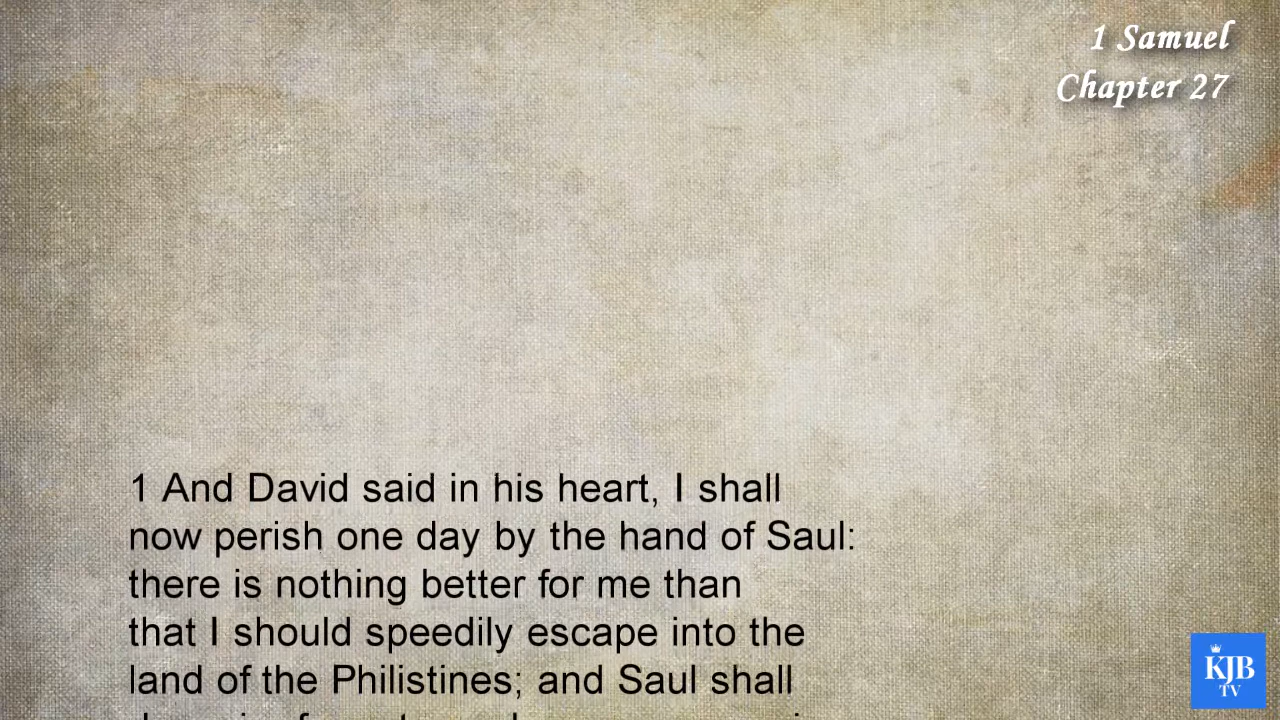 1 Samuel
Chapter 27
1 And David said in his heart, I shall
now perish one day by the hand of Saul:
there is nothing better for me than
that I should speedily escape into the
land of the Philistines; and Saul shall
KJB
TV